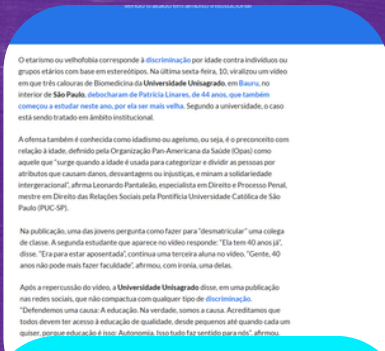 sendo tratado em âmbito institucional
O etarismo ou velhofobia corresponde à discriminação por idade contra indivíduos ou
grupos etários com base em estereótipos. Na última sexta-feira, 10, viralizou um vídeo
em que três calouras de Biomedicina da Universidade Unisagrado, em Bauru, no
interior de São Paulo, debocharam de Patrícia Linares, de 44 anos, que também
começou a estudar neste ano, por ela ser mais velha. Segundo a universidade, o caso
está sendo tratado em âmbito institucional.
A ofensa também é conhecida como idadismo ou ageísmo, ou seja, é o preconceito com
relação à idade, definido pela Organização Pan-Americana da Saúde (Opas) como
aquele que "surge quando a idade é usada para categorizar e dividir as pessoas por
atributos que causam danos, desvantagens ou injustiças, e minam a solidariedade
intergeracional", afirma Leonardo Pantaleão, especialista em Direito e Processo Penal,
mestre em Direito das Relações Sociais pela Pontifícia Universidade Católica de São
Paulo (PUC-SP).
Na publicação, uma das jovens pergunta como fazer para "desmatricular" uma colega
de classe. A segunda estudante que aparece no vídeo responde: "Ela tem 40 anos já",
disse. "Era para estar aposentada", continua uma terceira aluna no vídeo. "Gente, 40
anos não pode mais fazer faculdade", afirmou, com ironia, uma delas.
Após a repercussão do vídeo, a Universidade Unisagrado disse, em uma publicação
nas redes sociais, que não compactua com qualquer tipo de discriminação.
"Defendemos uma causa: A educação. Na verdade, somos a causa. Acreditamos que
todos devem ter acesso à educação de qualidade, desde pequenos até quando cada um
quiser, porque educação é isso: Autonomia. Isso tudo faz sentido para nós", afirmou.